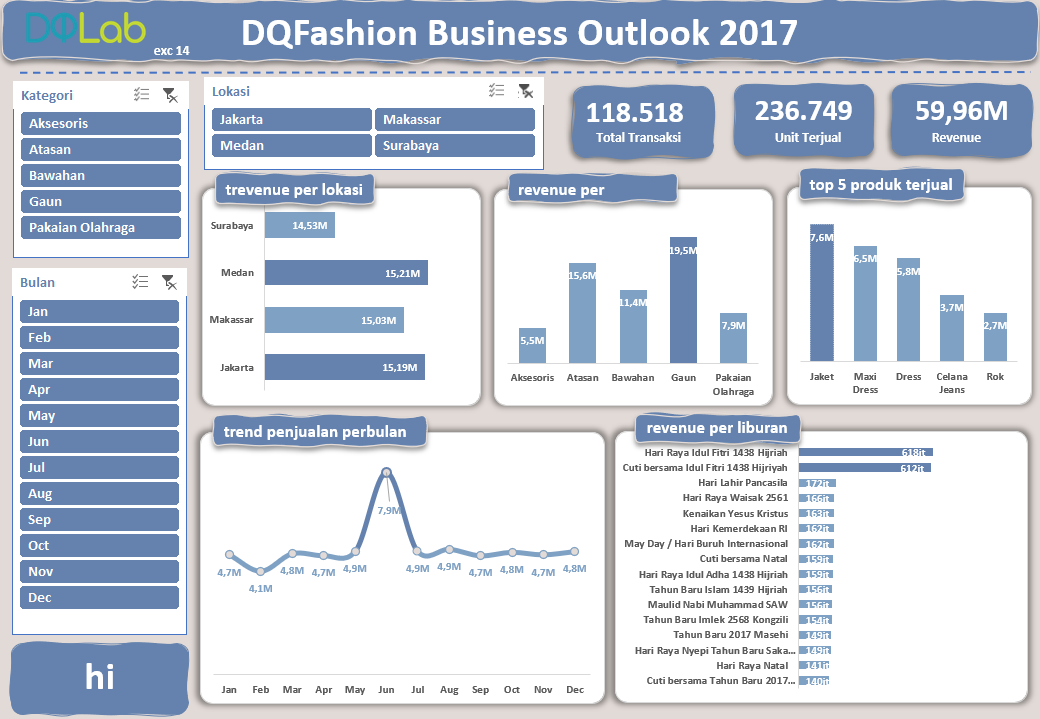 DQLab
exc 14
DQFashion Business Outlook 2017
Kategori
Aksesoris
Atasan
Bawahan
Gaun
Pakaian Olahraga
Lokasi
Jakarta
Makassar
Medan
Surabaya
118.518
Total Transaksi
236.749
Unit Terjual
59,96M
Revenue
Bulan
Jan
Feb
Mar
Apr
May
Jun
Jul
Aug
Sep
Oct
Nov
Dec
hi
trevenue per lokasi
Surabaya 14,53M
Medan 15,21M
Makassar 15,03M
Jakarta 15,19M
revenue per
5,5M 15,6M 11,4M 19,5M 7,9M
Aksesoris Atasan Bawahan Gaun Pakaian
Olahraga
top 5 produk terjual
7,6M 6,5M 5,8M 3,7M 2,7M
Jaket Maxi Dress Celana Rok
Dress Jeans
trend penjualan perbulan
4,7M 4,1M 4,8M 4,7M 4,9M 7,9M 4,9M 4,9M 4,7M 4,8M 4,7M 4,8M
Jan Feb Mar Apr May Jun Jul Aug Sep Oct Nov Dec
revenue per liburan
Hari Raya Idul Fitri 1438 Hijriah 618jt
Cuti bersama Idul Fitri 1438 Hijriyah 612jt
Hari Lahir Pancasila 172jt
Hari Raya Waisak 2561 166jt
Kenaikan Yesus Kristus 163jt
Hari Kemerdekaan RI 162jt
May Day / Hari Buruh Internasional 162jt
Cuti bersama Natal 159jt
Hari Raya Idul Adha 1438 Hijriah 159jt
Tahun Baru Islam 1439 Hijriah 156jt
Maulid Nabi Muhammad SAW 156jt
Tahun Baru Imlek 2568 Kongzili 154jt
Tahun Baru 2017 Masehi 149jt
Hari Raya Nyepi Tahun Baru Saka... 149jt
Hari Raya Natal 141jt
Cuti bersama Tahun Baru 2017... 140jt